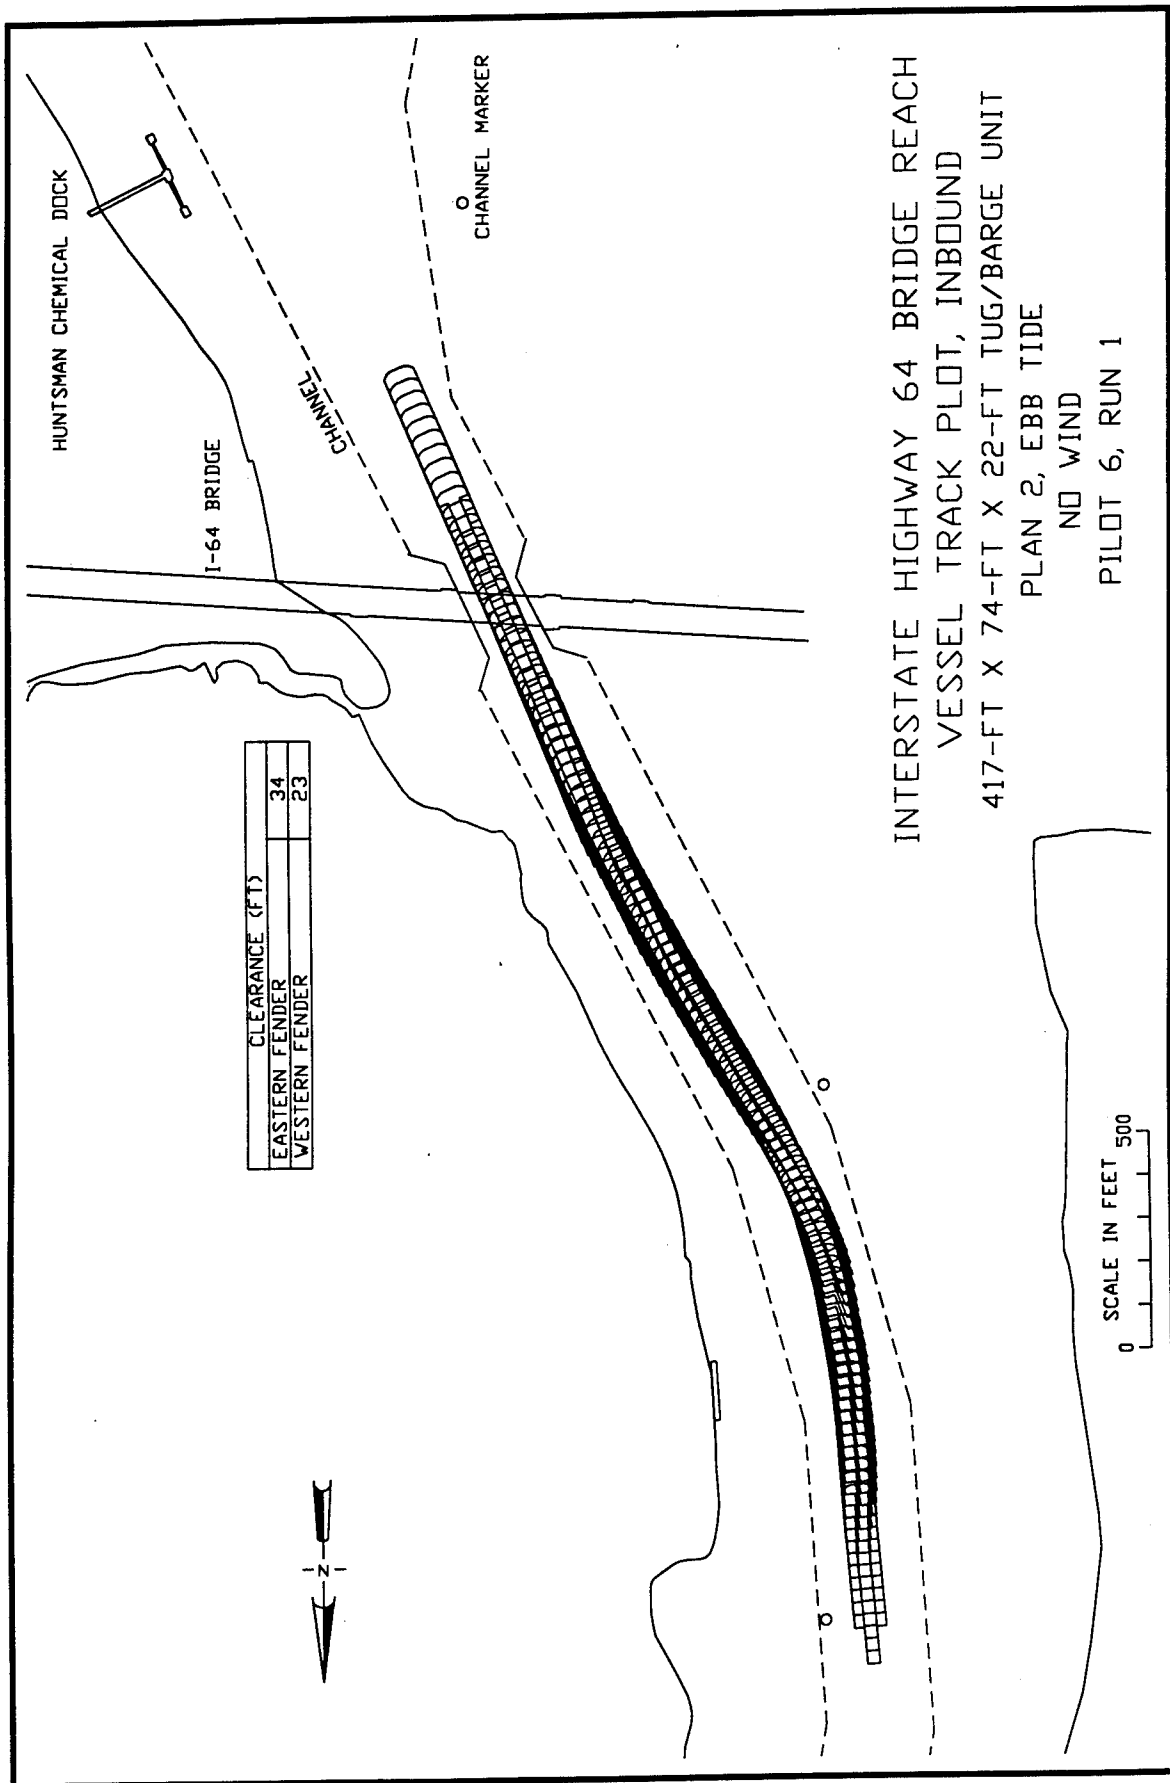 HUNTSMAN CHEMICAL DOCK
CHANNEL MARKER
I-64 BRIDGE
CHANNEL
CLEARANCE (FT)
EASTERN FENDER 34
WESTERN FENDER 23
N
SCALE IN FEET
0 500
INTERSTATE HIGHWAY 64 BRIDGE REACH
VESSEL TRACK PLOT, INBOUND
417-FT X 74-FT X 22-FT TUG/BARGE UNIT
PLAN 2, EBB TIDE
NO WIND
PILOT 6, RUN 1